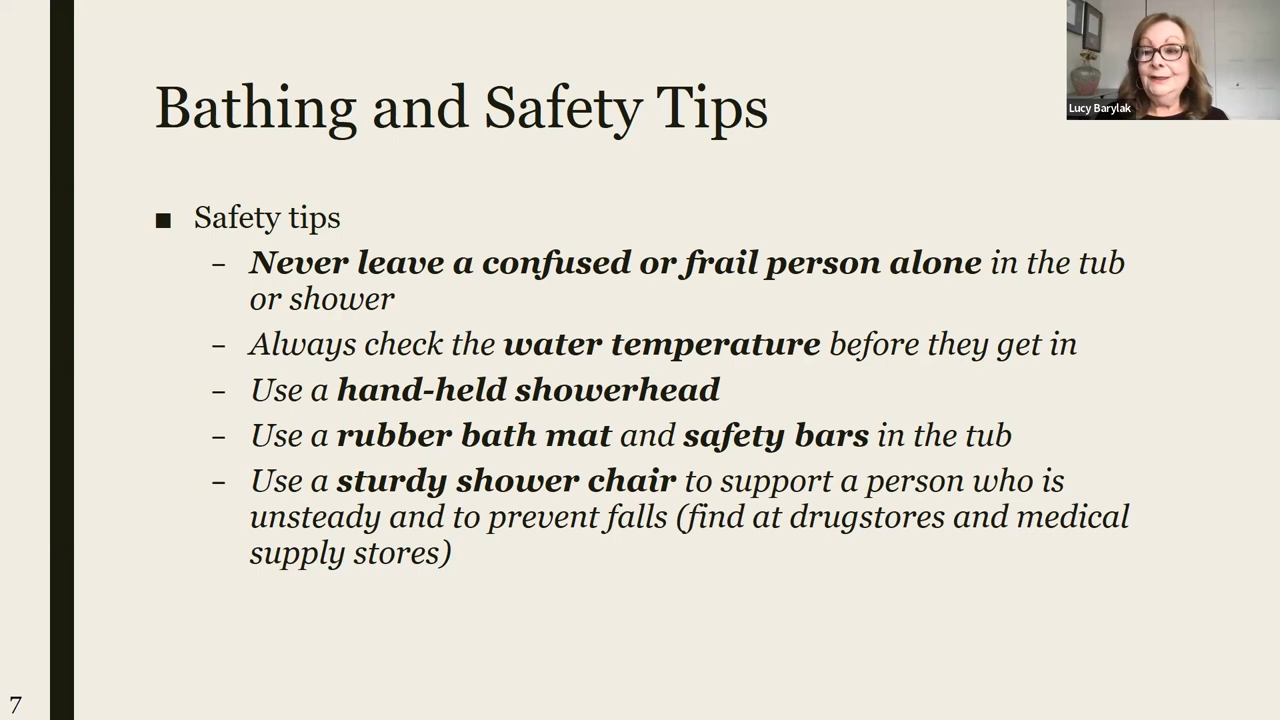 Lucy Barylak
Bathing and Safety Tips
■ Safety tips
– Never leave a confused or frail person alone in the tub
or shower
– Always check the water temperature before they get in
– Use a hand-held showerhead
– Use a rubber bath mat and safety bars in the tub
– Use a sturdy shower chair to support a person who is
unsteady and to prevent falls (find at drugstores and medical
supply stores)
7